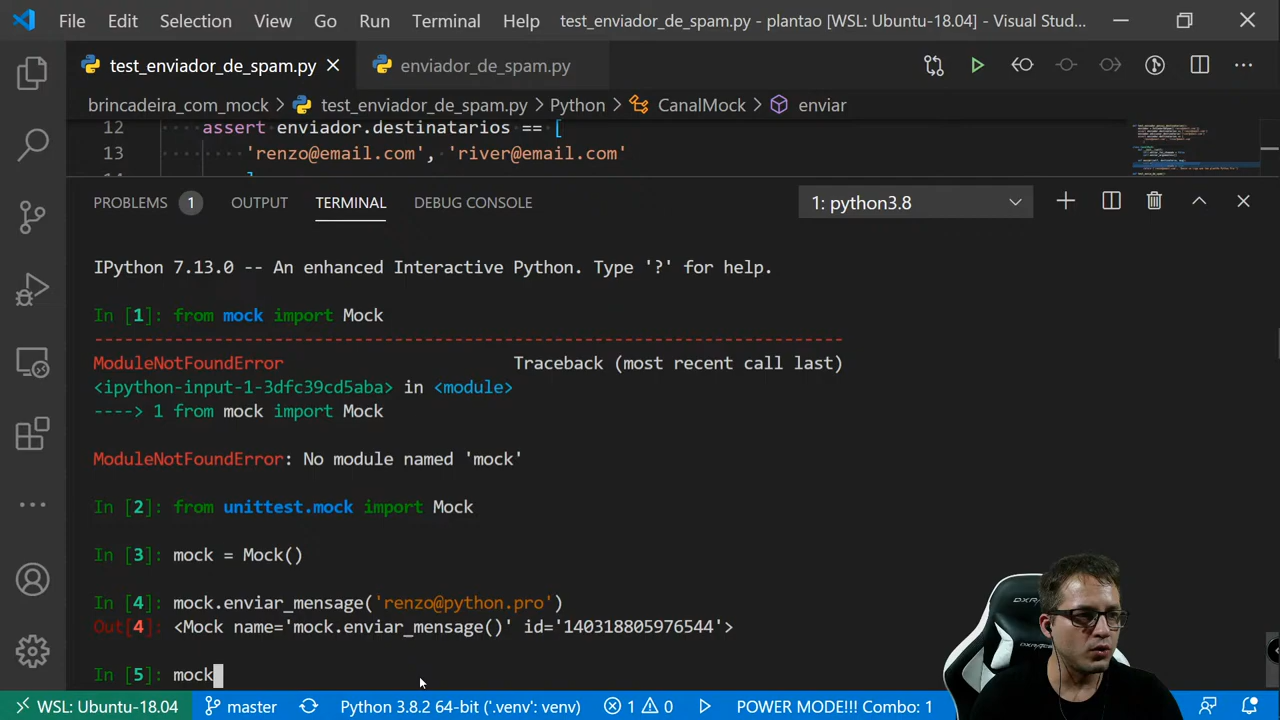 File Edit Selection View Go Run Terminal Help test_enviador_de_spam.py - plantao [WSL: Ubuntu-18.04] - Visual Stud...
test_enviador_de_spam.py enviador_de_spam.py
brincadeira_com_mock > test_enviador_de_spam.py > Python > CanalMock > enviar
12 assert enviador.destinatarios == [
13 'renzo@email.com', 'river@email.com'
PROBLEMS 1 OUTPUT TERMINAL DEBUG CONSOLE 1: python3.8
IPython 7.13.0 -- An enhanced Interactive Python. Type '?' for help.
In [1]: from mock import Mock
---------------------------------------------------------------------------
ModuleNotFoundError Traceback (most recent call last)
<ipython-input-1-3dfc39cd5aba> in <module>
----> 1 from mock import Mock
ModuleNotFoundError: No module named 'mock'
In [2]: from unittest.mock import Mock
In [3]: mock = Mock()
In [4]: mock.enviar_mensage('renzo@python.pro')
Out[4]: <Mock name='mock.enviar_mensage()' id='140318805976544'>
In [5]: mock
WSL: Ubuntu-18.04 master Python 3.8.2 64-bit ('.venv': venv) 1 0 POWER MODE!!! Combo: 1